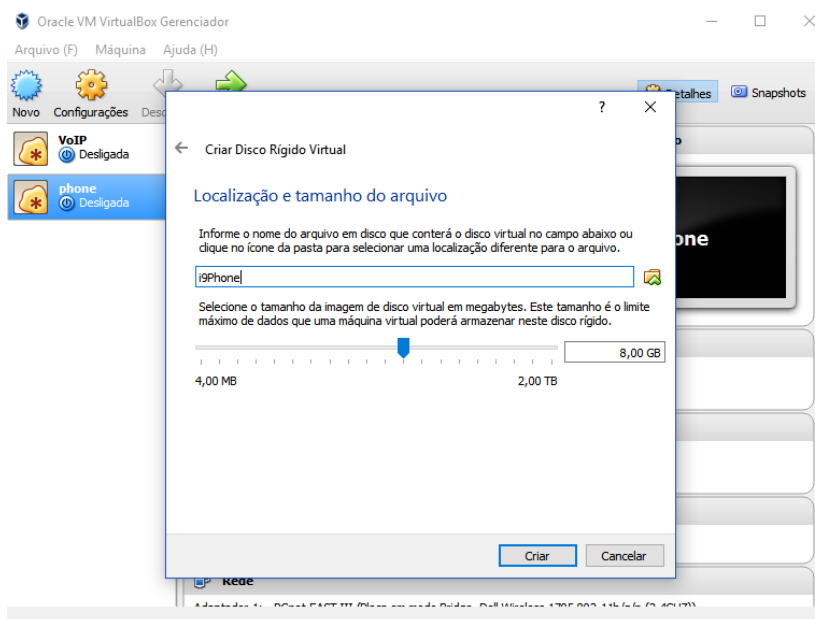 Oracle VM VirtualBox Gerenciador
Arquivo (F) Máquina Ajuda (H)
Novo Configurações Desc
etalhes Snapshots
VoIP
Desligada
phone
Desligada
?
Criar Disco Rígido Virtual
Localização e tamanho do arquivo
Informe o nome do arquivo em disco que conterá o disco virtual no campo abaixo ou
clique no ícone da pasta para selecionar uma localização diferente para o arquivo.
i9Phone
Selecione o tamanho da imagem de disco virtual em megabytes. Este tamanho é o limite
máximo de dados que uma máquina virtual poderá armazenar neste disco rígido.
8,00 GB
4,00 MB 2,00 TB
Criar Cancelar
one
Rede